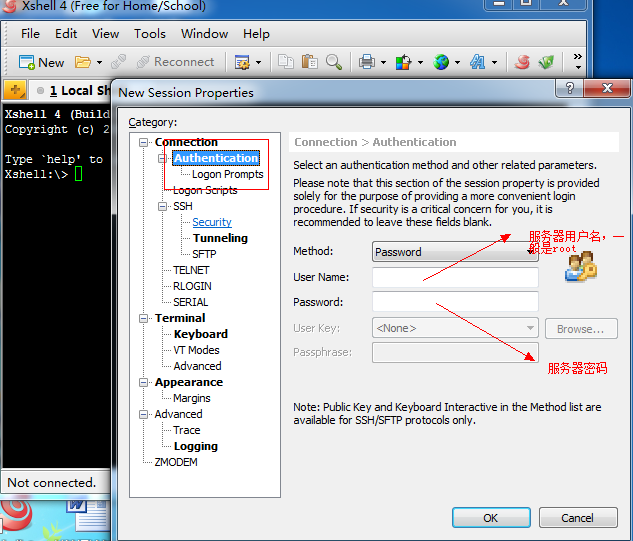 Xshell 4 (Free for Home/School)
File Edit View Tools Window Help
New Reconnect
1 Local Sh
Xshell 4 (Build
Copyright (c) 2
Type `help' to
Xshell:\>
Not connected.
New Session Properties
Category:
Connection
Authentication
Logon Prompts
Logon Scripts
SSH
Security
Tunneling
SFTP
TELNET
RLOGIN
SERIAL
Terminal
Keyboard
VT Modes
Advanced
Appearance
Margins
Advanced
Trace
Logging
ZMODEM
Connection > Authentication
Select an authentication method and other related parameters.
Please note that this section of the session property is provided
solely for the purpose of providing a more convenient login
procedure. If security is a critical concern for you, it is
recommended to leave these fields blank.
服务器用户名，一
般是root
Method: Password
User Name:
Password:
User Key: <None> Browse...
Passphrase:
服务器密码
Note: Public Key and Keyboard Interactive in the Method list are
available for SSH/SFTP protocols only.
OK Cancel